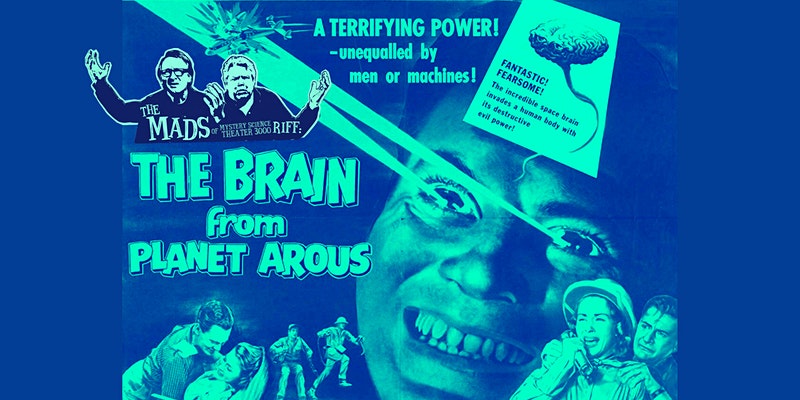 A TERRIFYING POWER!
-unequalled by
men or machines!
FANTASTIC!
FEARSOME!
The incredible space brain
invades a human body with
its destructive
evil power!
THE
MADS
OF MYSTERY SCIENCE
THEATER 3000
RIFF:
THE BRAIN
from
PLANET AROUS